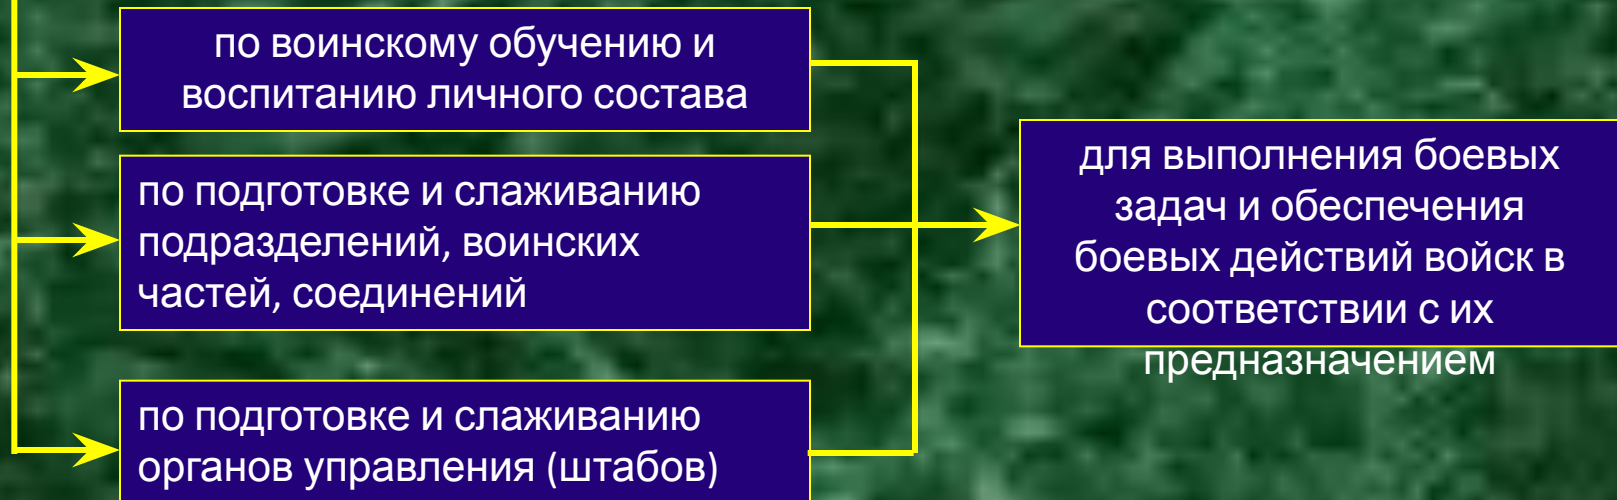 по воинскому обучению и
воспитанию личного состава
по подготовке и слаживанию
подразделений, воинских
частей, соединений
по подготовке и слаживанию
органов управления (штабов)
для выполнения боевых
задач и обеспечения
боевых действий войск в
соответствии с их
предназначением